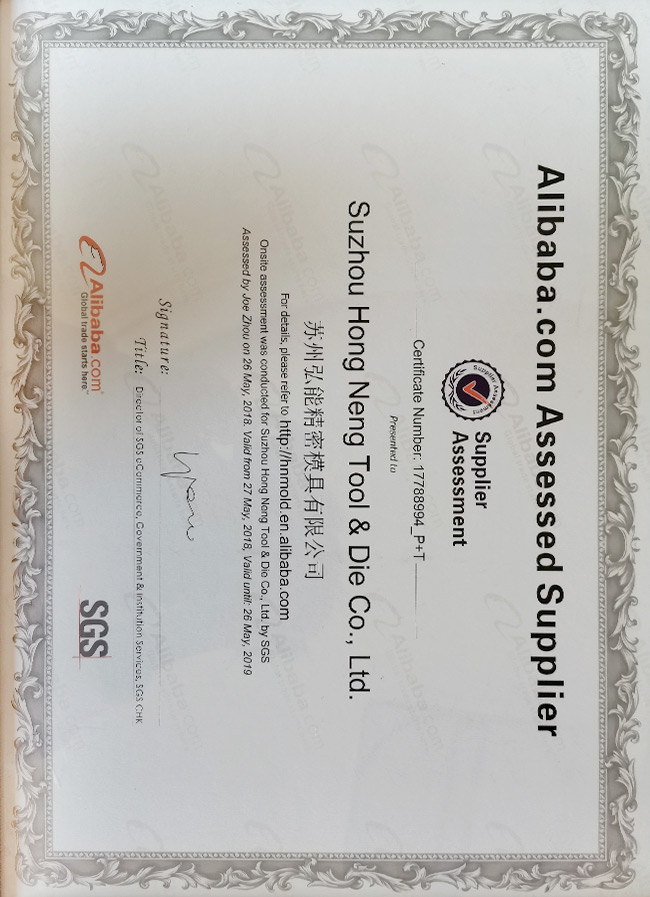 Alibaba.com Assessed Supplier
Supplier Assessment
Supplier
Assessment
Certificate Number: 17788994_P+T
Presented to
Suzhou Hong Neng Tool & Die Co., Ltd.
苏州弘能精密模具有限公司
For details, please refer to http://hnmold.en.alibaba.com
Onsite assessment was conducted for Suzhou Hong Neng Tool & Die Co., Ltd. by SGS
Assessed by Joe Zhou on 26 May, 2018. Valid from 27 May, 2018, Valid until: 26 May, 2019
Signature:
Title: Director of SGS eCommerce, Government & Institution Services, SGS CHK
Alibaba.com®
Global trade starts here.™
SGS